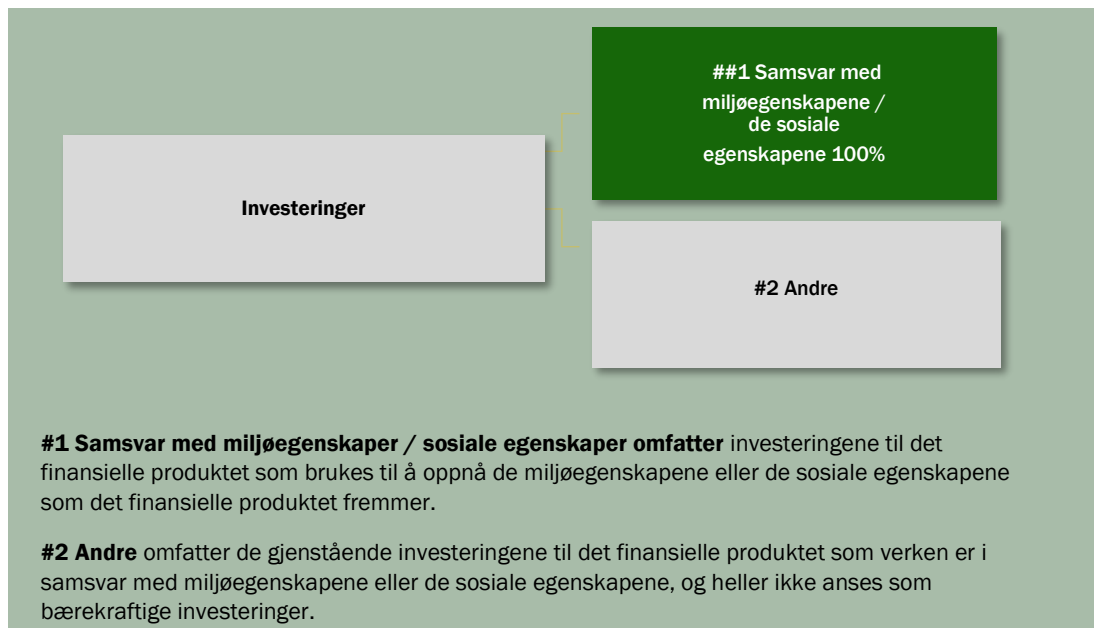 ##1 Samsvar med
miljøegenskapene /
de sosiale
egenskapene 100%
Investeringer
#2 Andre
#1 Samsvar med miljøegenskaper / sosiale egenskaper omfatter investeringene til det
finansielle produktet som brukes til å oppnå de miljøegenskapene eller de sosiale egenskapene
som det finansielle produktet fremmer.
#2 Andre omfatter de gjenstående investeringene til det finansielle produktet som verken er i
samsvar med miljøegenskapene eller de sosiale egenskapene, og heller ikke anses som
bærekraftige investeringer.